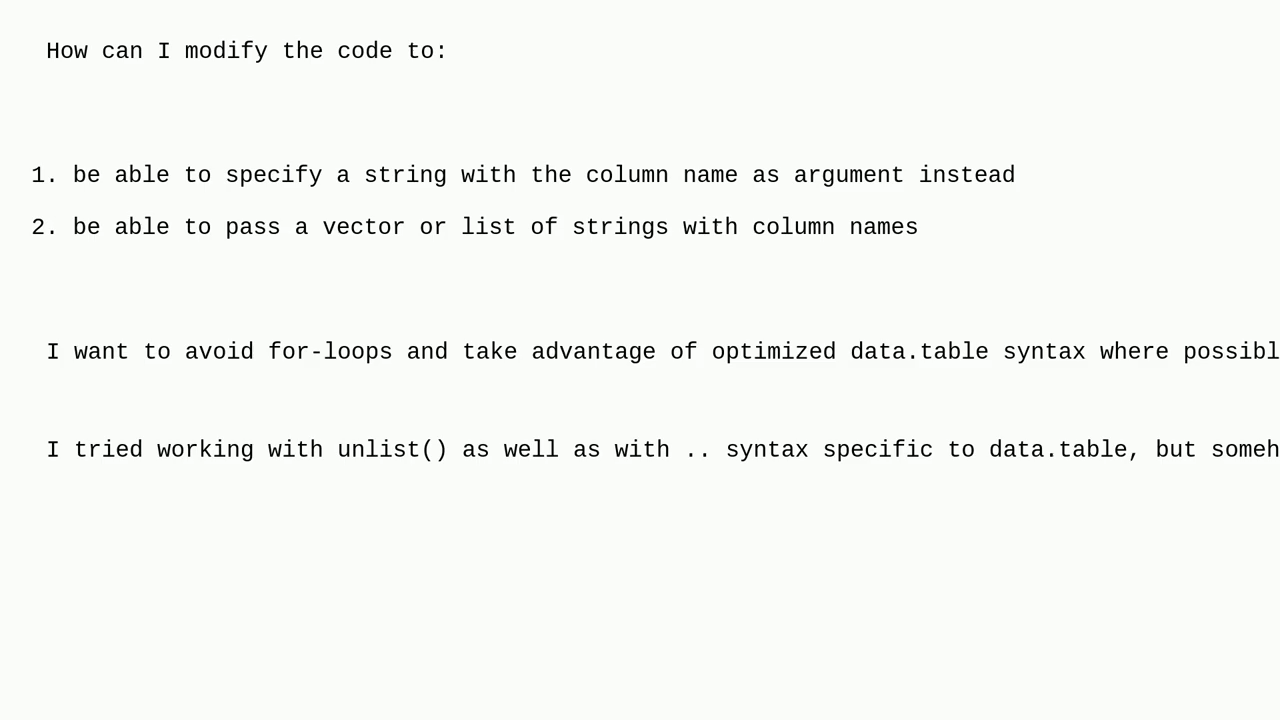 How can I modify the code to:
1. be able to specify a string with the column name as argument instead
2. be able to pass a vector or list of strings with column names
I want to avoid for-loops and take advantage of optimized data.table syntax where possibl
I tried working with unlist() as well as with .. syntax specific to data.table, but someh